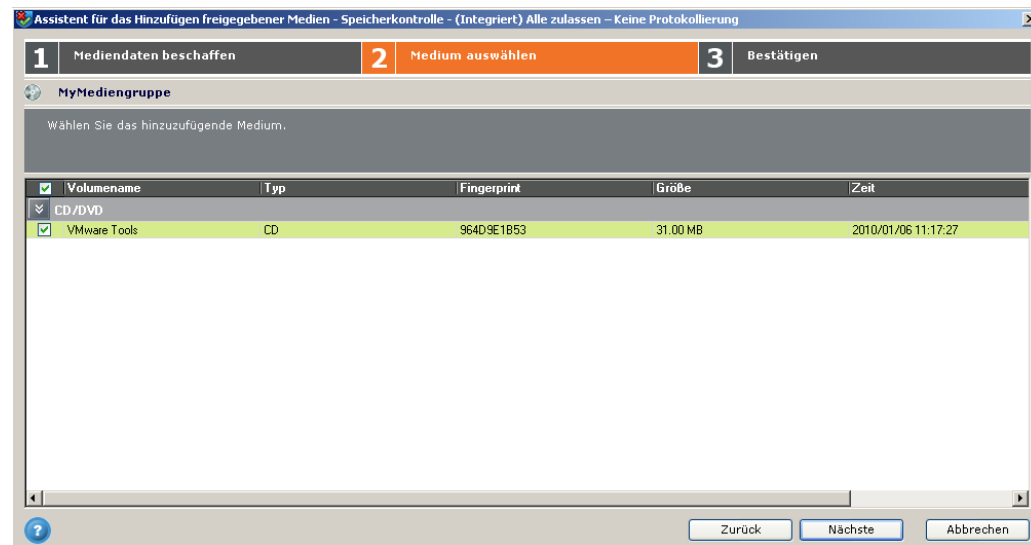 Assistent für das Hinzufügen freigegebener Medien - Speicherkontrolle - (Integriert) Alle zulassen – Keine Protokollierung
1 Mediendaten beschaffen 2 Medium auswählen 3 Bestätigen
MyMediengruppe
Wählen Sie das hinzuzufügende Medium.
Volumename Typ Fingerprint Größe Zeit
CD/DVD
VMware Tools CD 964D9E1B53 31.00 MB 2010/01/06 11:17:27
? Zurück Nächste Abbrechen